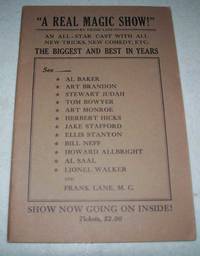 "A REAL MAGIC SHOW!"
AN ALL-STAR CAST WITH ALL
NEW TRICKS, NEW COMEDY, ETC.
THE BIGGEST AND BEST IN YEARS
See
AL BAKER
ART BRANDON
STEWART JUDAH
TOM BOWYER
ART MONROE
HERBERT HICKS
JAKE STAFFORD
ELLIS STANTON
BILL NEFF
HOWARD ALLBRIGHT
AL SAAL
LIONEL WALKER
and
FRANK LANE, M. C.
SHOW NOW GOING ON INSIDE!
Tickets, $2.00